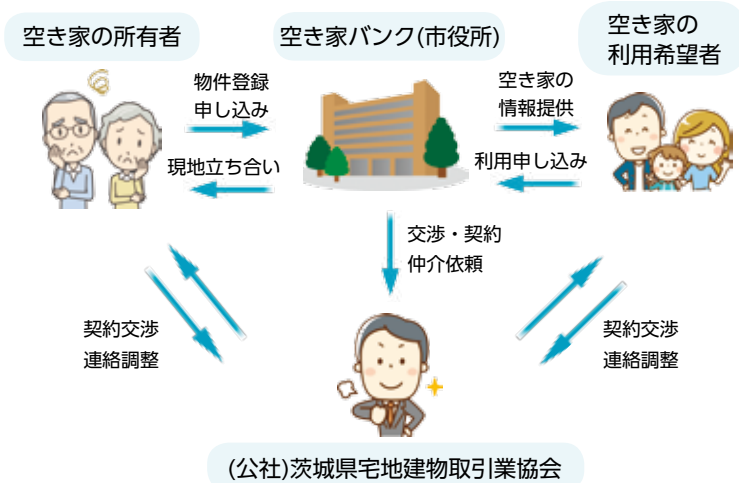 空き家の所有者
空き家バンク(市役所)
空き家の
利用希望者
物件登録
申し込み
現地立ち合い
空き家の
情報提供
利用申し込み
交渉・契約
仲介依頼
契約交渉
連絡調整
契約交渉
連絡調整
(公社)茨城県宅地建物取引業協会